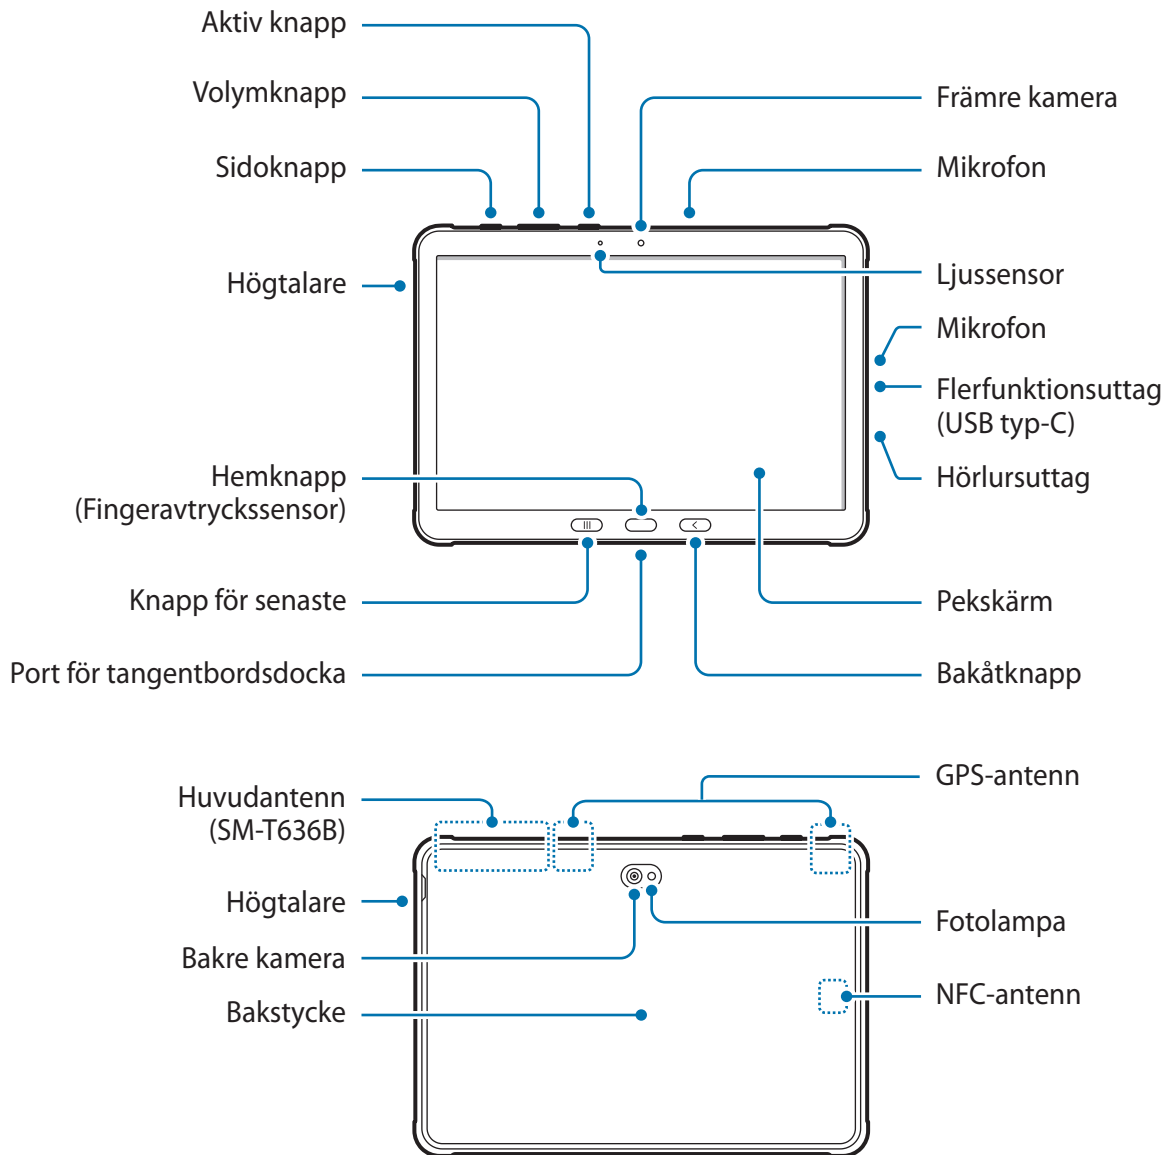 Aktiv knapp
Volymknapp
Sidoknapp
Högtalare
Hemknapp
(Fingeravtryckssensor)
Knapp för senaste
Port för tangentbordsdocka
Främre kamera
Mikrofon
Ljussensor
Mikrofon
Flerfunktionsuttag
(USB typ-C)
Hörlursuttag
Pekskärm
Bakåtknapp
Huvudantenn
(SM-T636B)
Högtalare
Bakre kamera
Bakstycke
GPS-antenn
Fotolampa
NFC-antenn